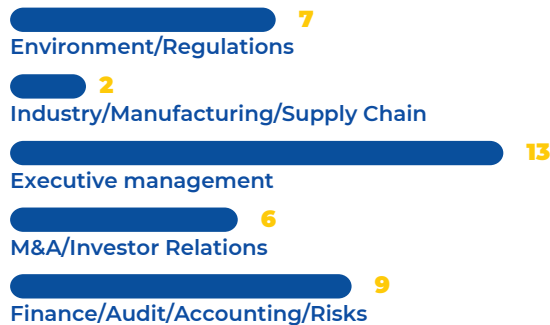 7
Environment/Regulations
2
Industry/Manufacturing/Supply Chain
13
Executive management
6
M&A/Investor Relations
9
Finance/Audit/Accounting/Risks